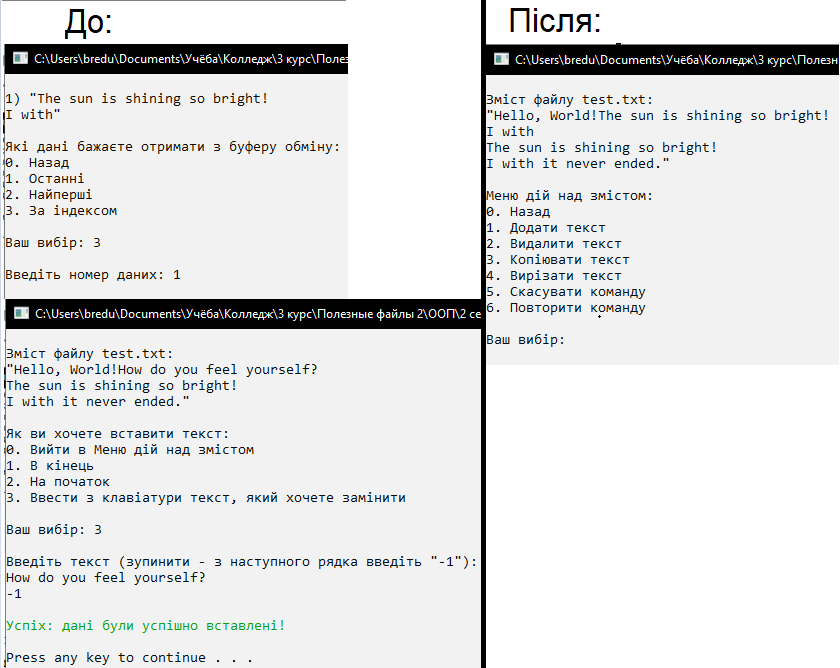 До:
C:\Users\bredu\Documents\Учёба\Колледж\3 курс\Полез
1) "The sun is shining so bright!
I with"
Які дані бажаєте отримати з буферу обміну:
0. Назад
1. Останні
2. Найперші
3. За індексом
Ваш вибір: 3
Введіть номер даних: 1
C:\Users\bredu\Documents\Учёба\Колледж\3 курс\Полезные файлы 2\ООП\2 се
Зміст файлу test.txt:
"Hello, World!How do you feel yourself?
The sun is shining so bright!
I with it never ended."
Як ви хочете вставити текст:
0. Вийти в Меню дій над змістом
1. В кінець
2. На початок
3. Ввести з клавіатури текст, який хочете замінити
Ваш вибір: 3
Введіть текст (зупинити - з наступного рядка введіть "-1"):
How do you feel yourself?
-1
Успіх: дані були успішно вставлені!
Press any key to continue . . .
Після:
C:\Users\bredu\Documents\Учёба\Колледж\3 курс\Полезн
Зміст файлу test.txt:
"Hello, World!The sun is shining so bright!
I with
The sun is shining so bright!
I with it never ended."
Меню дій над змістом:
0. Назад
1. Додати текст
2. Видалити текст
3. Копіювати текст
4. Вирізати текст
5. Скасувати команду
6. Повторити команду
Ваш вибір: